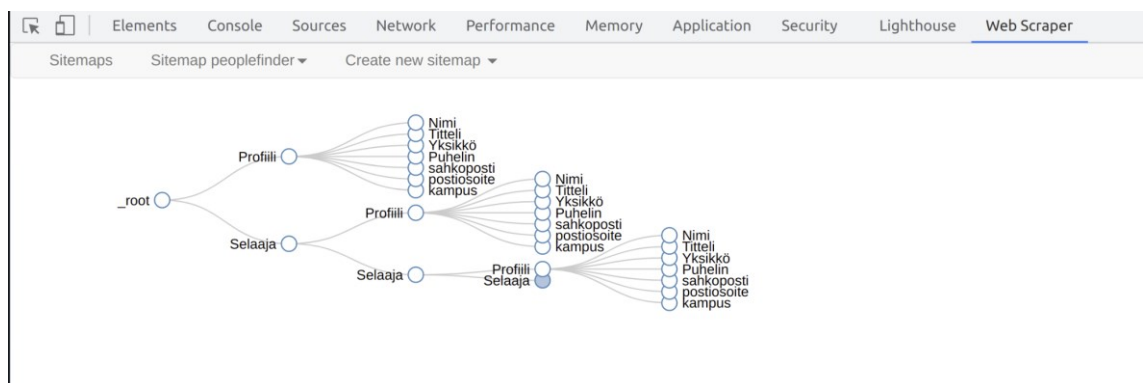 Elements Console Sources Network Performance Memory Application Security Lighthouse Web Scraper
Sitemaps Sitemap peoplefinder Create new sitemap
_root
Profiili
Nimi
Titteli
Yksikkö
Puhelin
sahkoposti
postiosoite
kampus
Selaaja
Profiili
Nimi
Titteli
Yksikkö
Puhelin
sahkoposti
postiosoite
kampus
Selaaja
Profiili
Nimi
Titteli
Yksikkö
Puhelin
sahkoposti
postiosoite
kampus
Selaaja